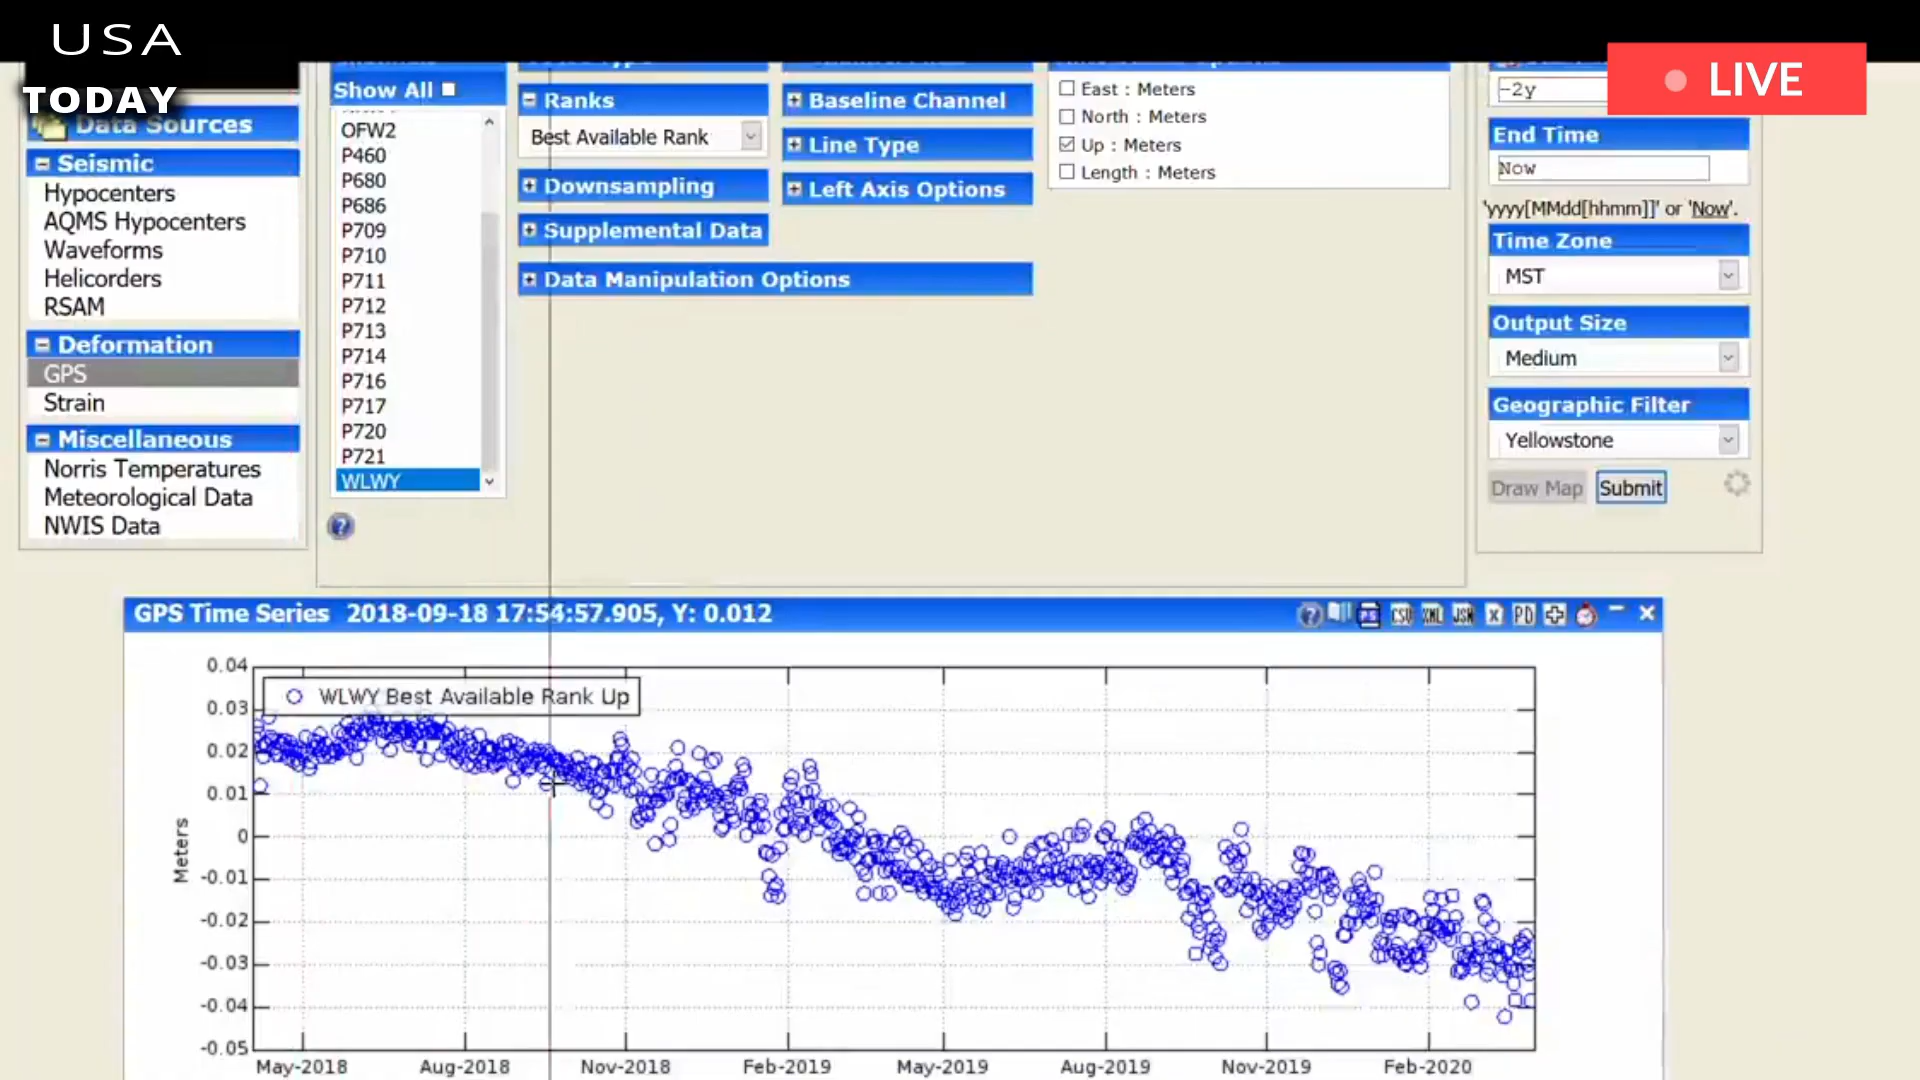 USA
TODAY
LIVE
Data Sources
Seismic
Hypocenters
AQMS Hypocenters
Waveforms
Helicorders
RSAM
Deformation
GPS
Strain
Miscellaneous
Norris Temperatures
Meteorological Data
NWIS Data
Show All
OFW2
P460
P680
P686
P709
P710
P711
P712
P713
P714
P716
P717
P720
P721
WLWY
Ranks
Best Available Rank
Downsampling
Supplemental Data
Data Manipulation Options
Baseline Channel
Line Type
Left Axis Options
East : Meters
North : Meters
Up : Meters
Length : Meters
-2y
End Time
Now
'yyyy[MMdd[hhmm]]' or 'Now'.
Time Zone
MST
Output Size
Medium
Geographic Filter
Yellowstone
Draw Map Submit
GPS Time Series 2018-09-18 17:54:57.905, Y: 0.012
CSV XML JSN X PD
WLWY Best Available Rank Up
Meters
0.04
0.03
0.02
0.01
0
-0.01
-0.02
-0.03
-0.04
-0.05
May-2018 Aug-2018 Nov-2018 Feb-2019 May-2019 Aug-2019 Nov-2019 Feb-2020